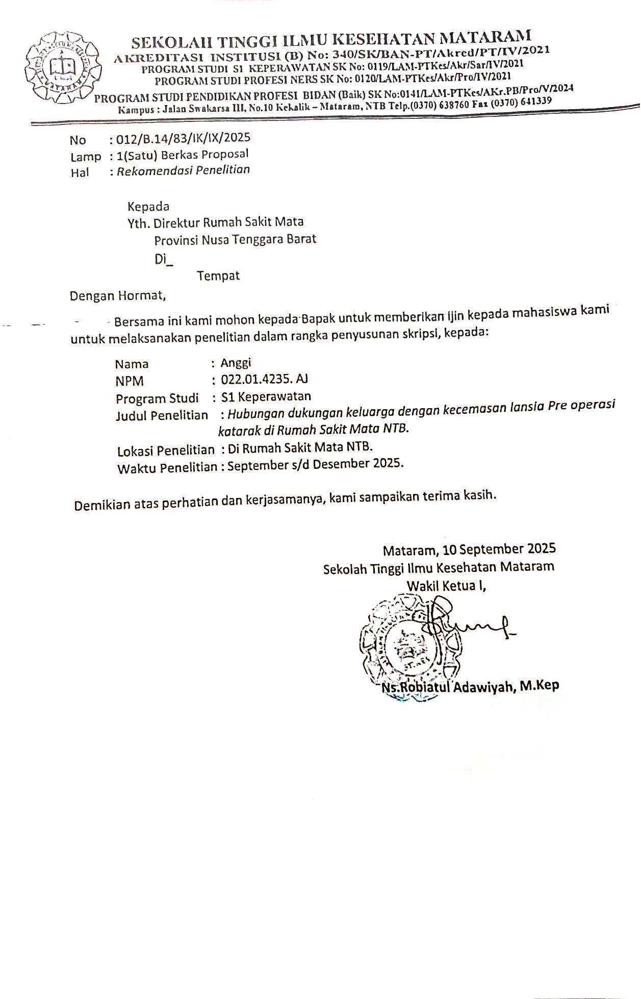 SEKOLAH TINGGI ILMU KESEHATAN MATARAM
AKREDITASI INSTITUSI (B) No: 340/SK/BAN-PT/Akred/PT/IV/2021
PROGRAM STUDI S1 KEPERAWATAN SK No: 0119/LAM-PTKes/Akr/Sar/IV/2021
PROGRAM STUDI PROFESI NERS SK No: 0120/LAM-PTKes/Akr/Pro/IV/2021
PROGRAM STUDI PENDIDIKAN PROFESI BIDAN (Baik) SK No:0141/LAM-PTKes/AKr.PB/Pro/V/2024
Kampus : Jalan Swakarsa III, No.10 Kekalik – Mataram, NTB Telp.(0370) 638760 Fax (0370) 641339
No : 012/B.14/83/IK/IX/2025
Lamp : 1(Satu) Berkas Proposal
Hal : Rekomendasi Penelitian
Kepada
Yth. Direktur Rumah Sakit Mata
Provinsi Nusa Tenggara Barat
Di_
Tempat
Dengan Hormat,
Bersama ini kami mohon kepada Bapak untuk memberikan ijin kepada mahasiswa kami
untuk melaksanakan penelitian dalam rangka penyusunan skripsi, kepada:
Nama : Anggi
NPM : 022.01.4235. AJ
Program Studi : S1 Keperawatan
Judul Penelitian : Hubungan dukungan keluarga dengan kecemasan lansia Pre operasi
katarak di Rumah Sakit Mata NTB.
Lokasi Penelitian : Di Rumah Sakit Mata NTB.
Waktu Penelitian : September s/d Desember 2025.
Demikian atas perhatian dan kerjasamanya, kami sampaikan terima kasih.
Mataram, 10 September 2025
Sekolah Tinggi Ilmu Kesehatan Mataram
Wakil Ketua I,
Ns.Robiatul Adawiyah, M.Kep